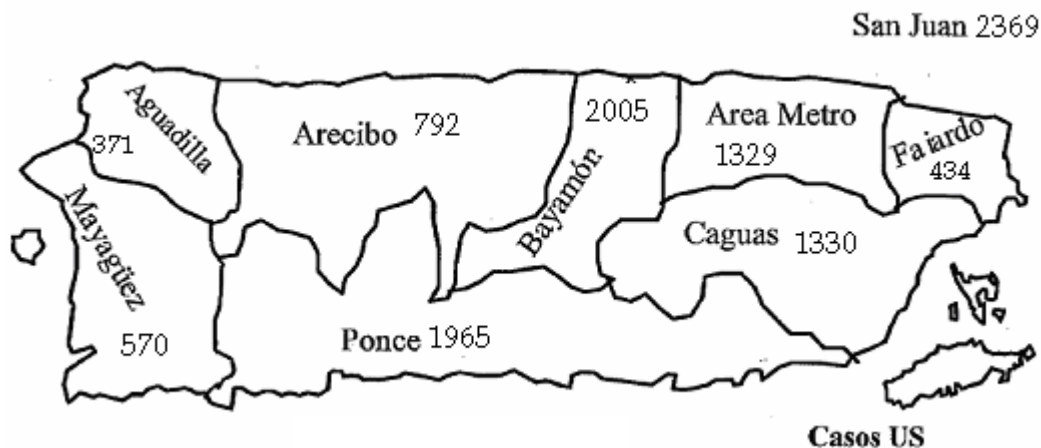 San Juan 2369
Aguadilla
371
Arecibo 792
2005
Bayamón
Area Metro
1329
Fajardo
434
Mayagüez
570
Caguas 1330
Ponce 1965
Casos US